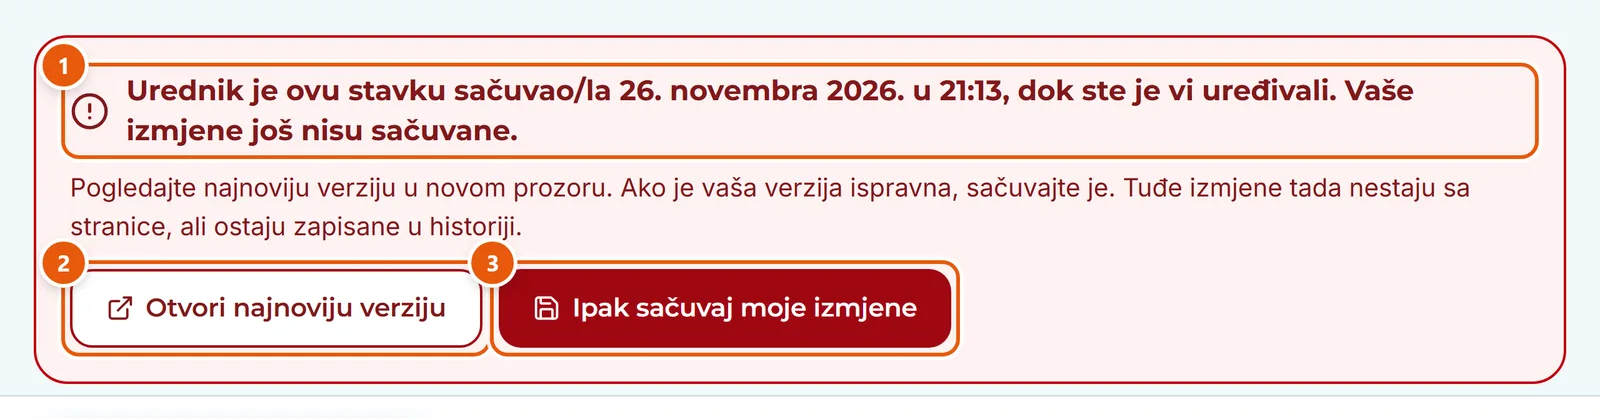 1
Urednik je ovu stavku sačuvao/la 26. novembra 2026. u 21:13, dok ste je vi uređivali. Vaše
izmjene još nisu sačuvane.
Pogledajte najnoviju verziju u novom prozoru. Ako je vaša verzija ispravna, sačuvajte je. Tuđe izmjene tada nestaju sa
stranice, ali ostaju zapisane u historiji.
2
Otvori najnoviju verziju
3
Ipak sačuvaj moje izmjene